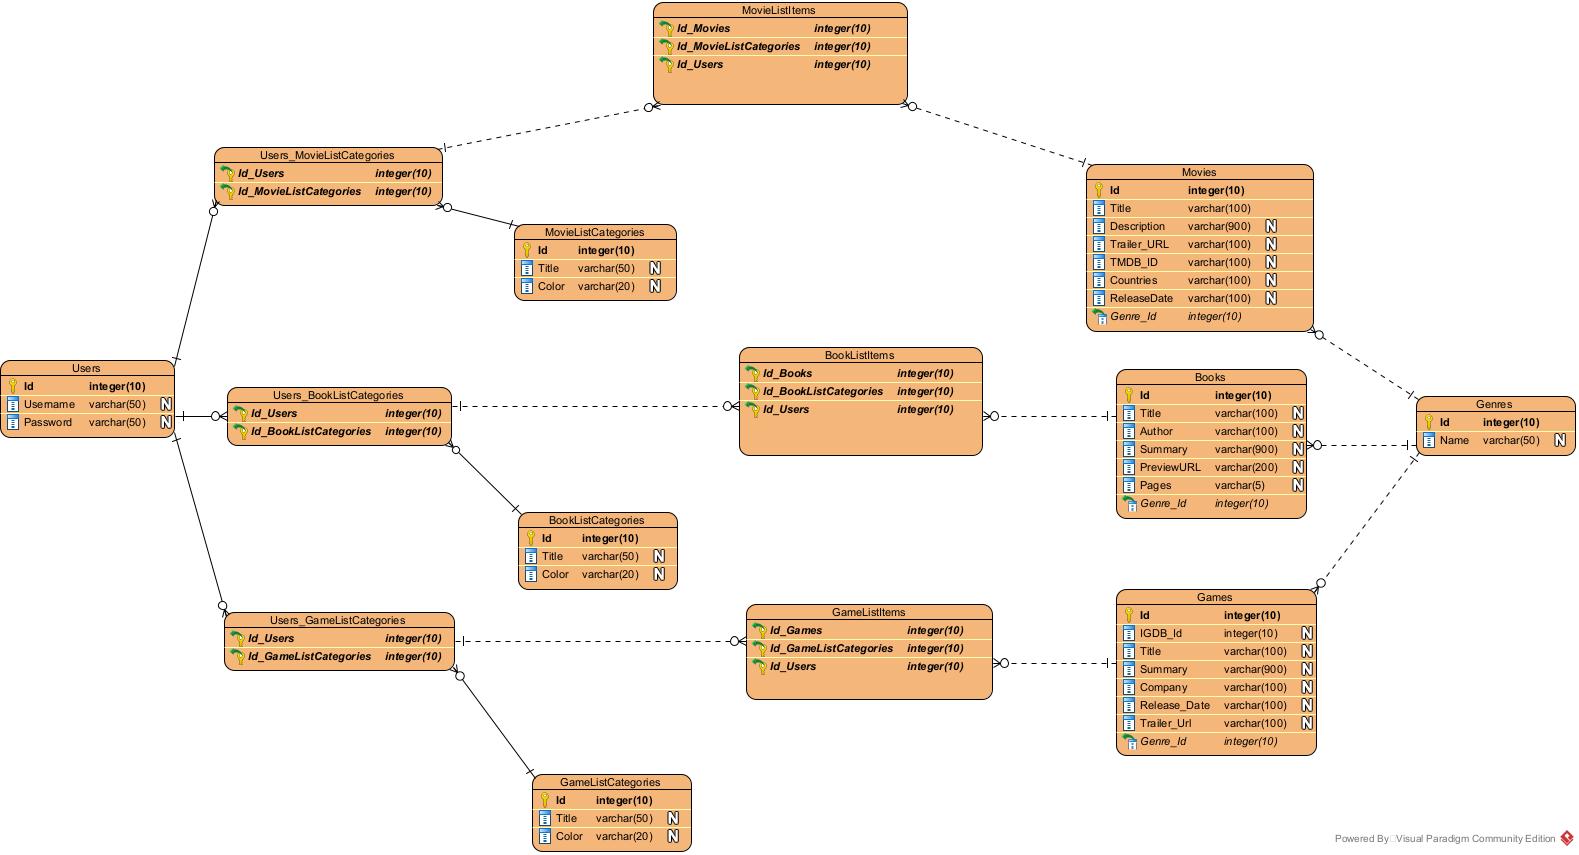 MovieListItems
Id_Movies integer(10)
Id_MovieListCategories integer(10)
Id_Users integer(10)
Users_MovieListCategories
Id_Users integer(10)
Id_MovieListCategories integer(10)
MovieListCategories
Id integer(10)
Title varchar(50) N
Color varchar(20) N
Movies
Id integer(10)
Title varchar(100)
Description varchar(900) N
Trailer_URL varchar(100) N
TMDB_ID varchar(100) N
Countries varchar(100) N
ReleaseDate varchar(100) N
Genre_Id integer(10)
Users
Id integer(10)
Username varchar(50) N
Password varchar(50) N
Users_BookListCategories
Id_Users integer(10)
Id_BookListCategories integer(10)
BookListItems
Id_Books integer(10)
Id_BookListCategories integer(10)
Id_Users integer(10)
Books
Id integer(10)
Title varchar(100) N
Author varchar(100) N
Summary varchar(900) N
PreviewURL varchar(200) N
Pages varchar(5) N
Genre_Id integer(10)
Genres
Id integer(10)
Name varchar(50) N
BookListCategories
Id integer(10)
Title varchar(50) N
Color varchar(20) N
Users_GameListCategories
Id_Users integer(10)
Id_GameListCategories integer(10)
GameListItems
Id_Games integer(10)
Id_GameListCategories integer(10)
Id_Users integer(10)
Games
Id integer(10)
IGDB_Id integer(10) N
Title varchar(100) N
Summary varchar(900) N
Company varchar(100) N
Release_Date varchar(100) N
Trailer_Url varchar(100) N
Genre_Id integer(10)
GameListCategories
Id integer(10)
Title varchar(50) N
Color varchar(20) N
Powered By Visual Paradigm Community Edition